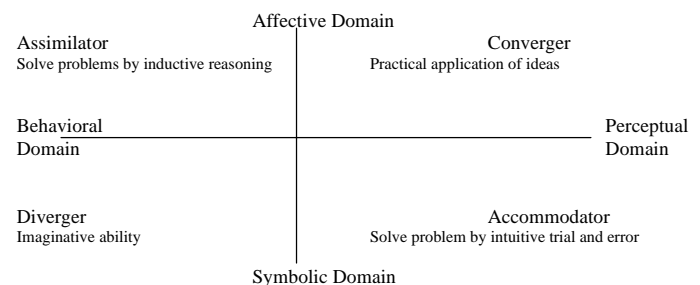 Affective Domain
Assimilator
Solve problems by inductive reasoning
Converger
Practical application of ideas
Behavioral
Domain
Perceptual
Domain
Diverger
Imaginative ability
Accommodator
Solve problem by intuitive trial and error
Symbolic Domain